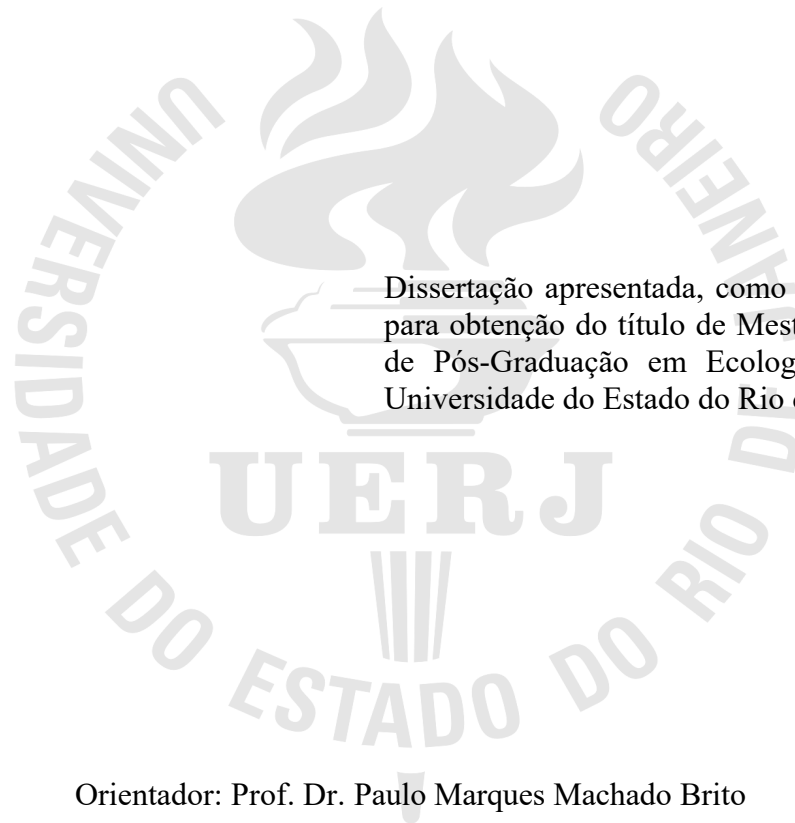 UNIVERSIDADE DO ESTADO DO RIO DE JANEIRO
Dissertação apresentada, como
para obtenção do título de Mest
de Pós-Graduação em Ecolog
Universidade do Estado do Rio
UERJ
Orientador: Prof. Dr. Paulo Marques Machado Brito